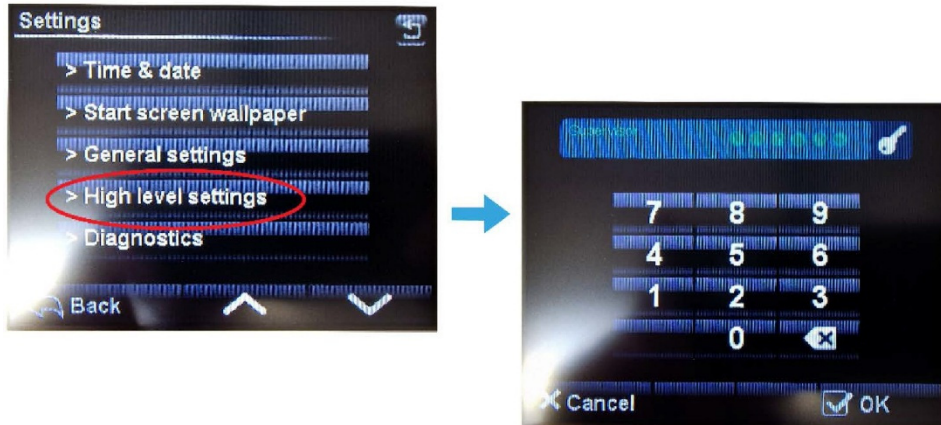 Settings
> Time & date
> Start screen wallpaper
> General settings
> High level settings
> Diagnostics
Back
Supervisor
7 8 9
4 5 6
1 2 3
0
Cancel
OK